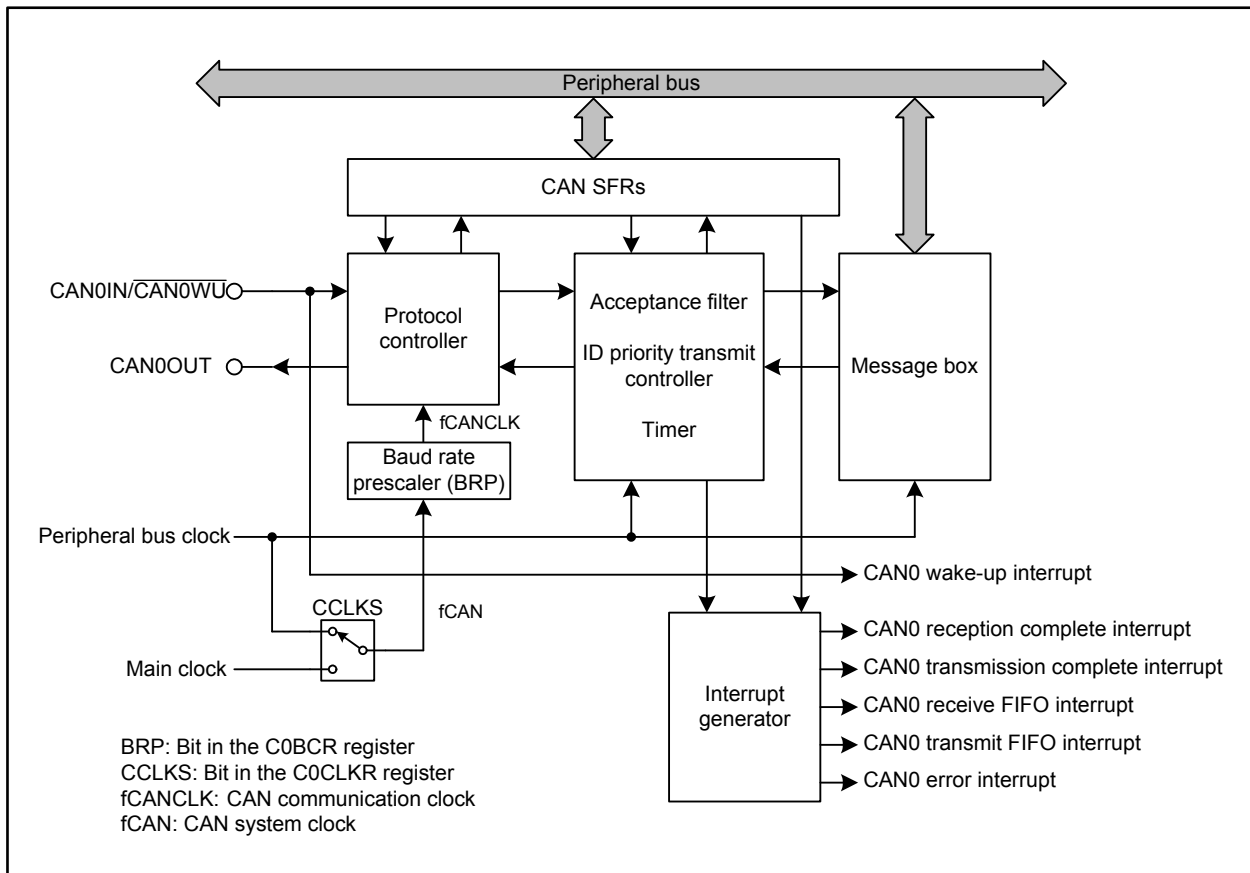 Peripheral bus
CAN SFRs
CAN0IN/CAN0WU
CAN0OUT
Protocol
controller
Acceptance filter
ID priority transmit
controller
Timer
Message box
fCANCLK
Baud rate
prescaler (BRP)
Peripheral bus clock
CAN0 wake-up interrupt
CCLKS
fCAN
Main clock
Interrupt
generator
CAN0 reception complete interrupt
CAN0 transmission complete interrupt
CAN0 receive FIFO interrupt
CAN0 transmit FIFO interrupt
CAN0 error interrupt
BRP: Bit in the C0BCR register
CCLKS: Bit in the C0CLKR register
fCANCLK: CAN communication clock
fCAN: CAN system clock